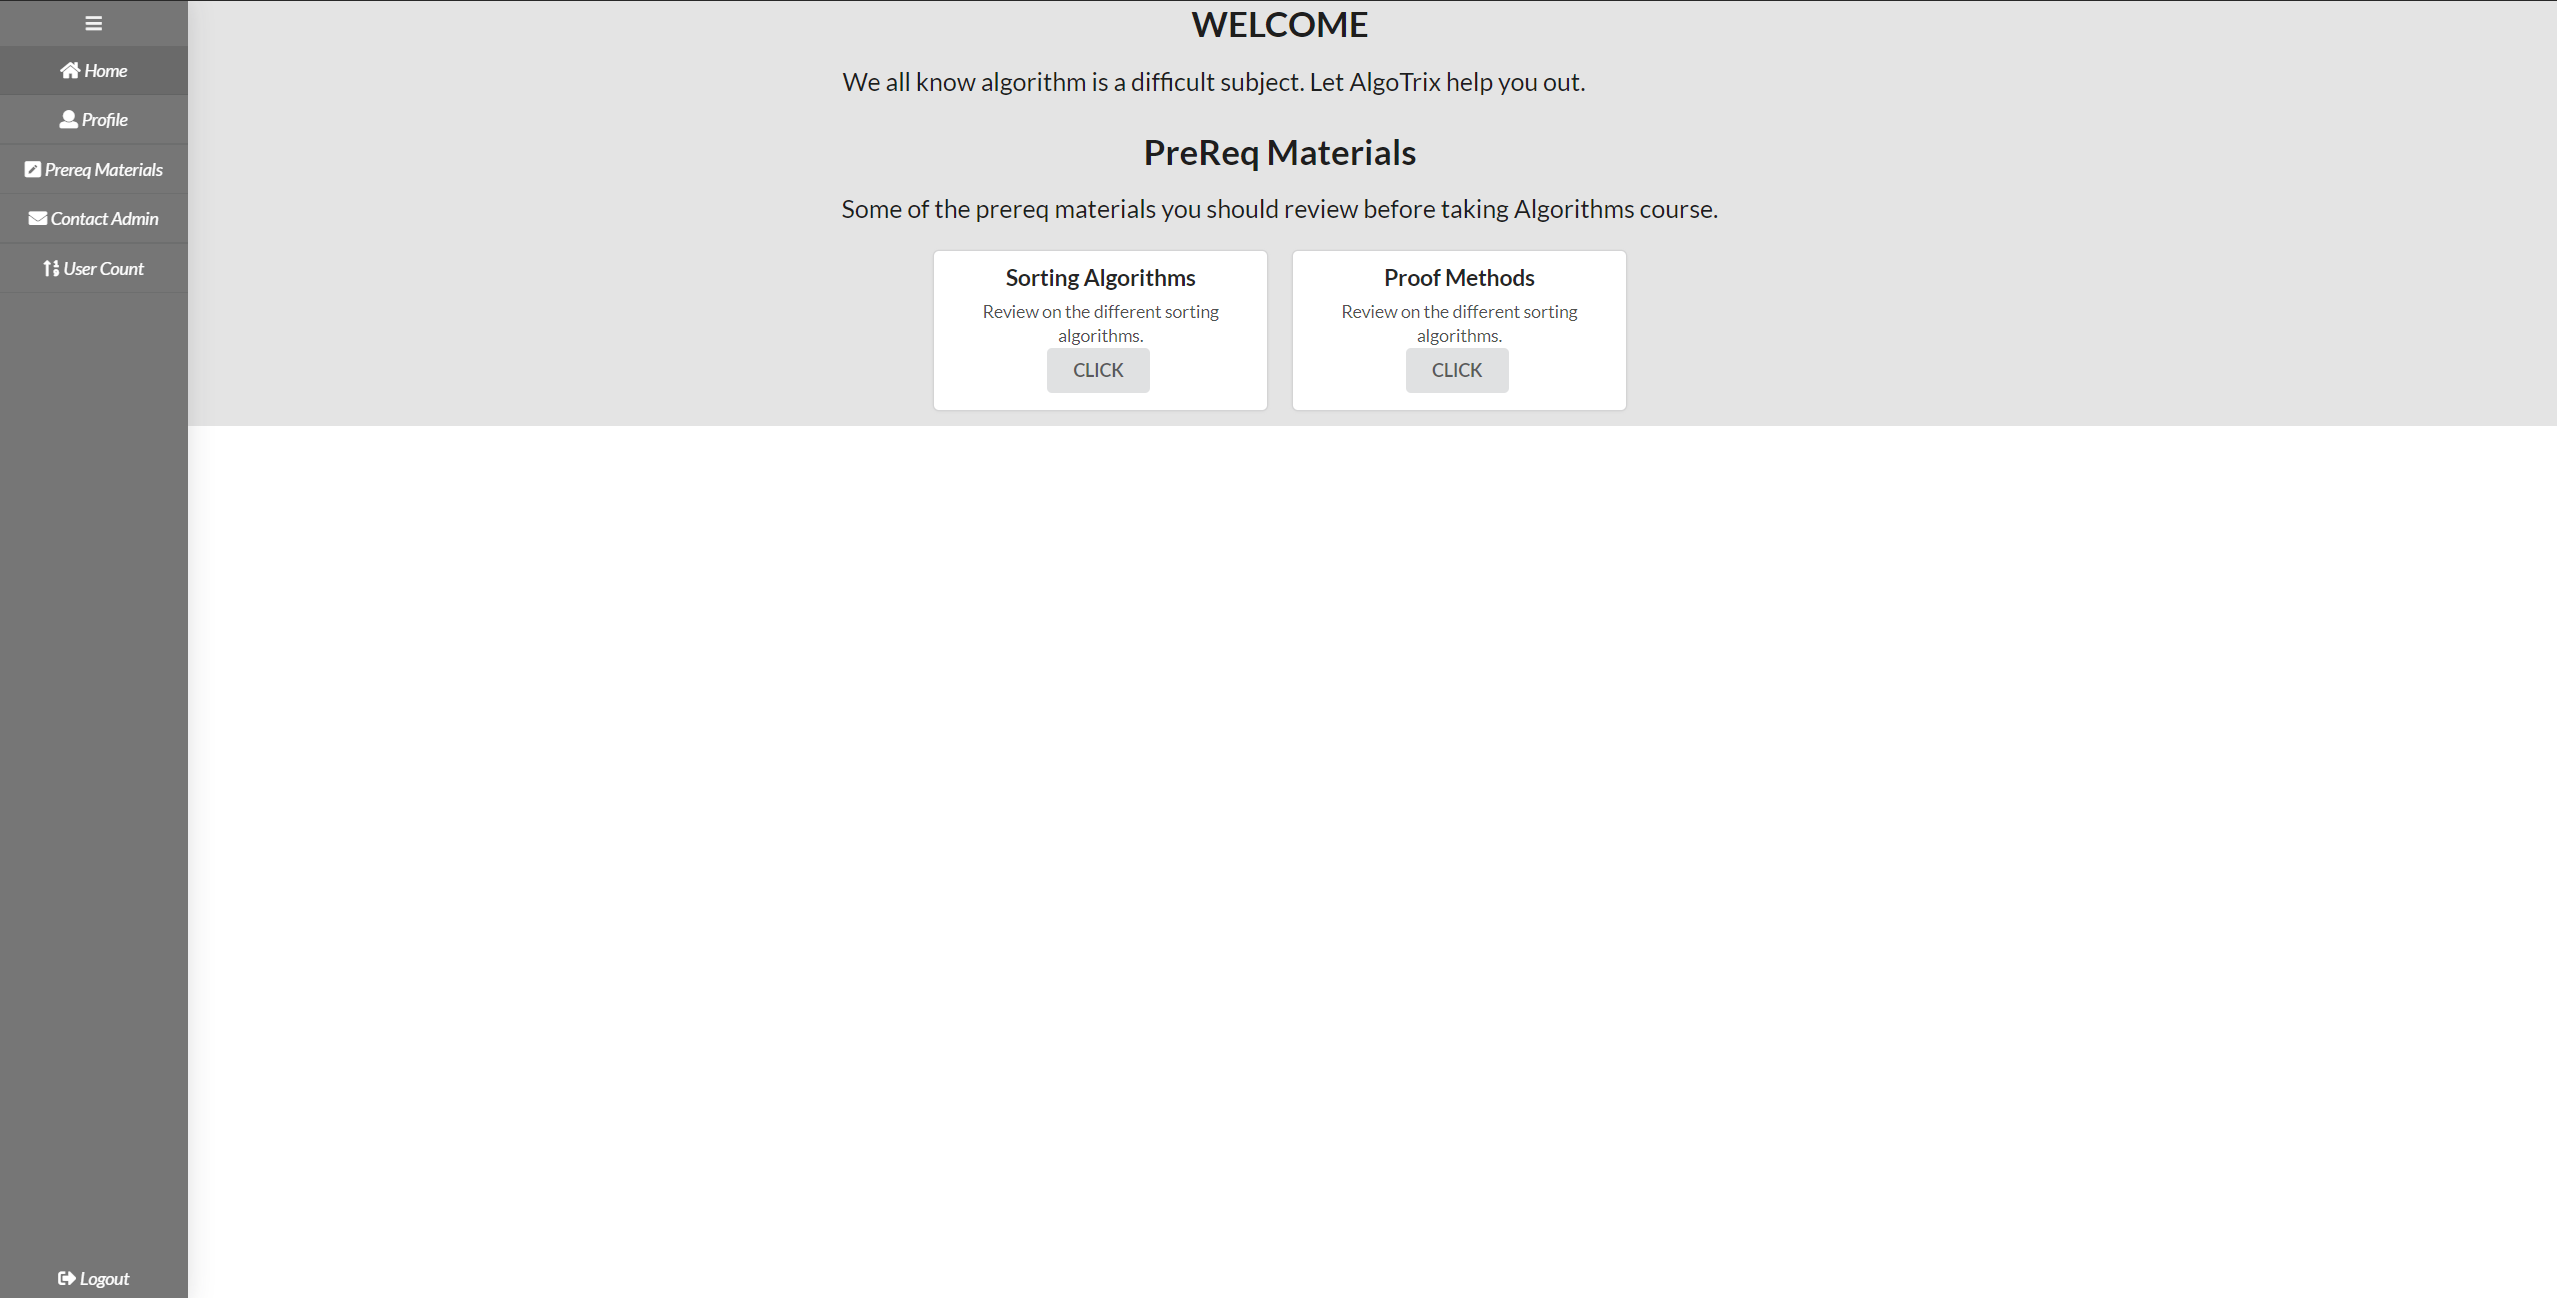 Home
Profile
Prereq Materials
Contact Admin
User Count
Logout
WELCOME
We all know algorithm is a difficult subject. Let AlgoTrix help you out.
PreReq Materials
Some of the prereq materials you should review before taking Algorithms course.
Sorting Algorithms
Review on the different sorting
algorithms.
CLICK
Proof Methods
Review on the different sorting
algorithms.
CLICK